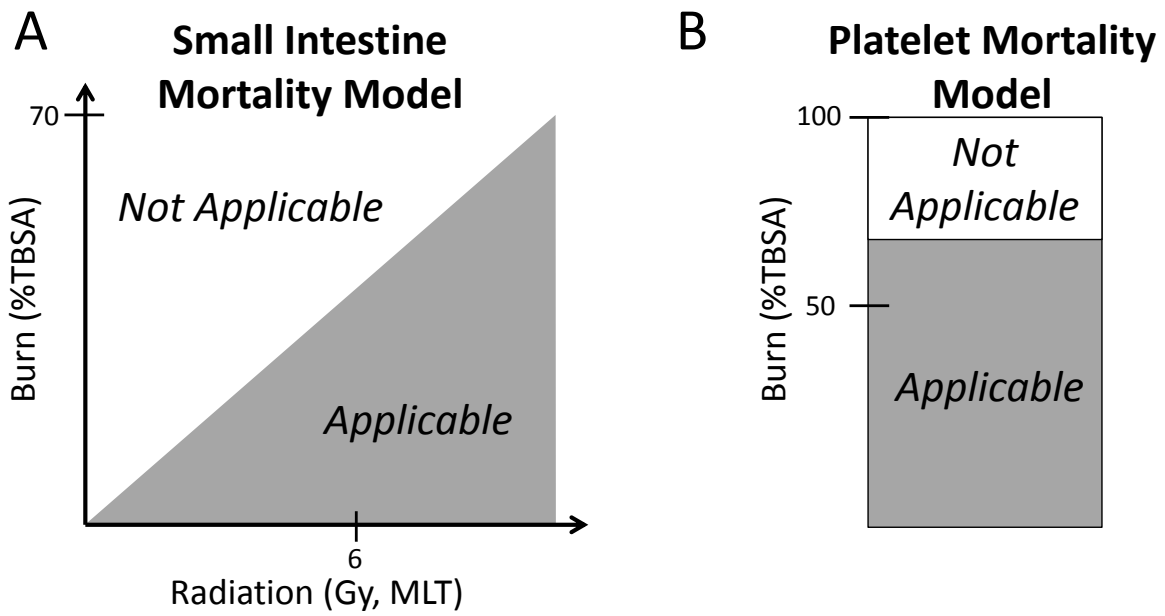 A
Small Intestine
Mortality Model
70
Burn (%TBSA)
Not Applicable
Applicable
6
Radiation (Gy, MLT)
B
Platelet Mortality
Model
100
Burn (%TBSA)
50
Not
Applicable
Applicable